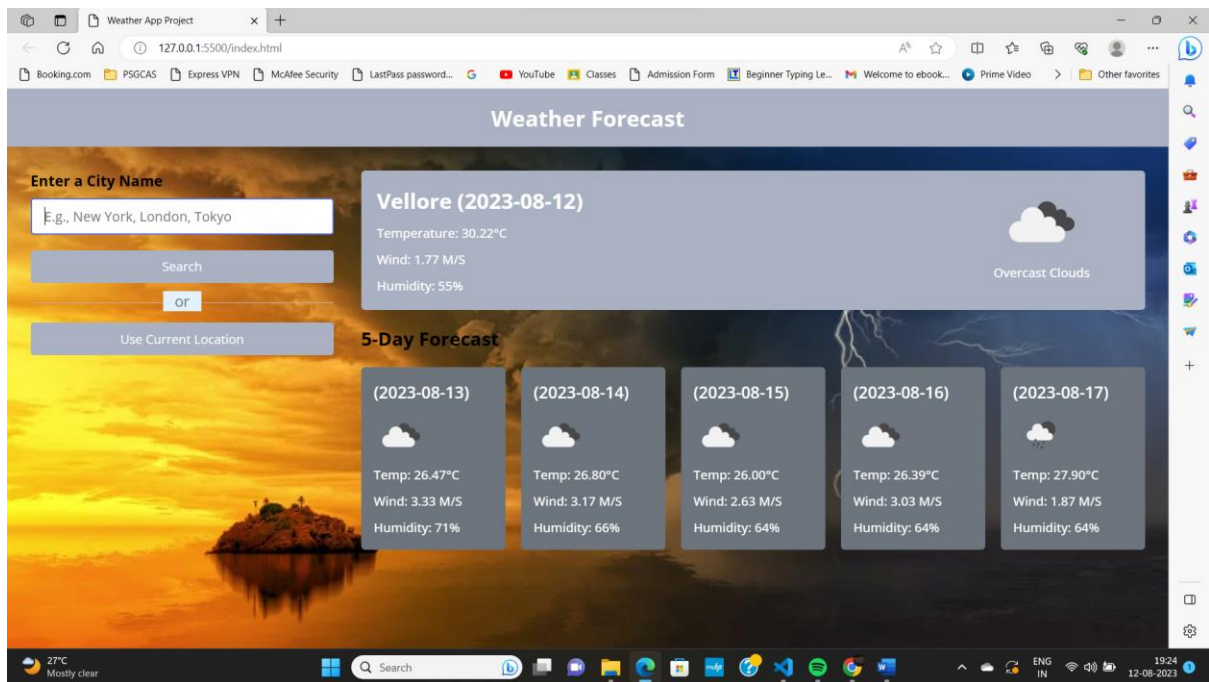 Weather App Project
127.0.0.1:5500/index.html
Booking.com PSGCAS Express VPN McAfee Security LastPass password... YouTube Classes Admission Form Beginner Typing Le... Welcome to ebook... Prime Video Other favorites
Weather Forecast
Enter a City Name
E.g., New York, London, Tokyo
Search
or
Use Current Location
Vellore (2023-08-12)
Temperature: 30.22°C
Wind: 1.77 M/S
Humidity: 55%
Overcast Clouds
5-Day Forecast
(2023-08-13)
Temp: 26.47°C
Wind: 3.33 M/S
Humidity: 71%
(2023-08-14)
Temp: 26.80°C
Wind: 3.17 M/S
Humidity: 66%
(2023-08-15)
Temp: 26.00°C
Wind: 2.63 M/S
Humidity: 64%
(2023-08-16)
Temp: 26.39°C
Wind: 3.03 M/S
Humidity: 64%
(2023-08-17)
Temp: 27.90°C
Wind: 1.87 M/S
Humidity: 64%
27°C
Mostly clear
Search
ENG
IN
19:24
12-08-2023
1